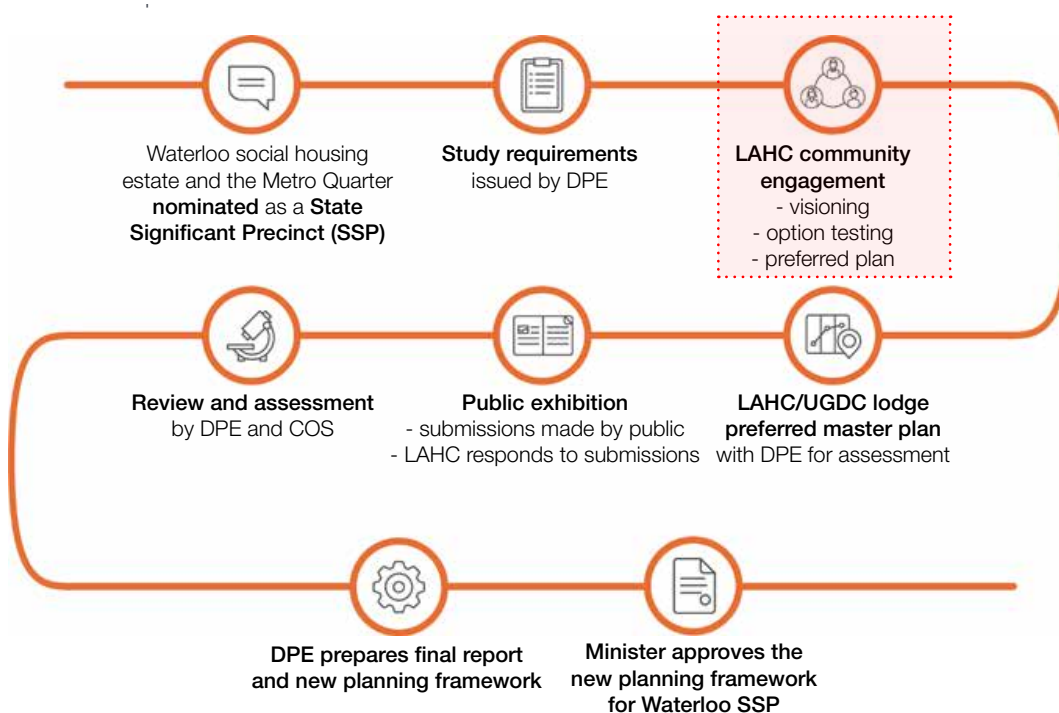 Waterloo social housing
estate and the Metro Quarter
nominated as a State
Significant Precinct (SSP)
Study requirements
issued by DPE
LAHC community
engagement
- visioning
- option testing
- preferred plan
LAHC/UGDC lodge
preferred master plan
with DPE for assessment
Public exhibition
- submissions made by public
- LAHC responds to submissions
Review and assessment
by DPE and COS
DPE prepares final report
and new planning framework
Minister approves the
new planning framework
for Waterloo SSP